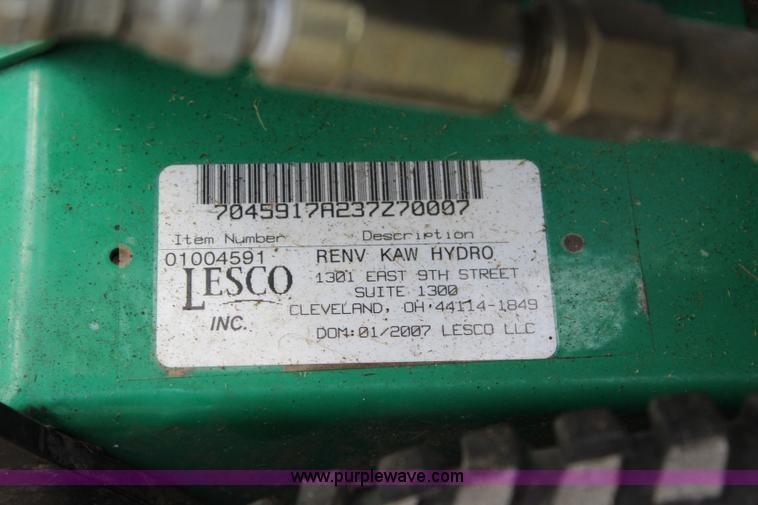 7045917A237Z70007
Item Number Description
01004591 RENV KAW HYDRO
LESCO
INC.
1301 EAST 9TH STREET
SUITE 1300
CLEVELAND, OH 44114-1849
DOM:01/2007 LESCO LLC
www.purplewave.com